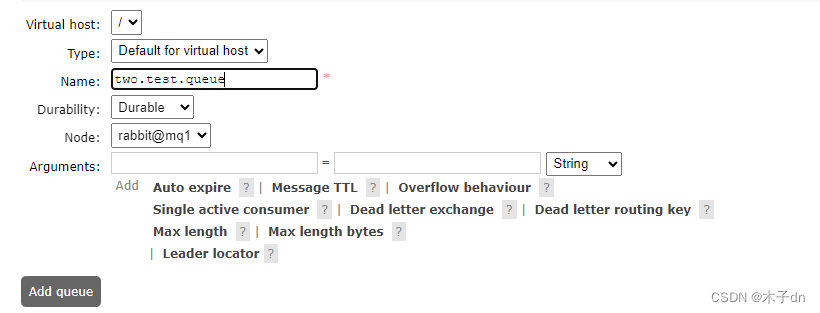 Virtual host: /
Type: Default for virtual host
Name: two.test.queue *
Durability: Durable
Node: rabbit@mq1
Arguments: = String
Add Auto expire ? | Message TTL ? | Overflow behaviour ?
Single active consumer ? | Dead letter exchange ? | Dead letter routing key ?
Max length ? | Max length bytes ?
| Leader locator ?
Add queue
CSDN @木子dn